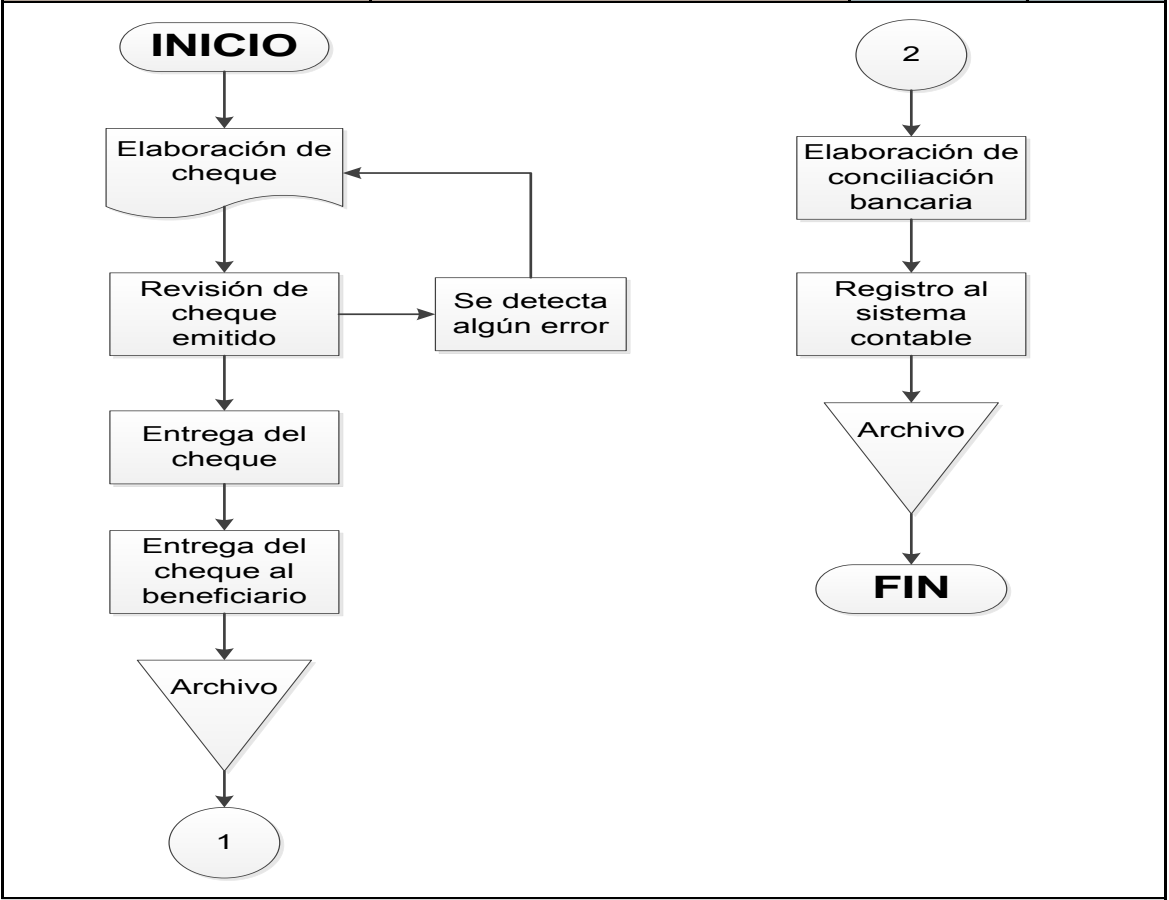 INICIO
Elaboración de
cheque
Revisión de
cheque
emitido
Se detecta
algún error
Entrega del
cheque
Entrega del
cheque al
beneficiario
Archivo
1
2
Elaboración de
conciliación
bancaria
Registro al
sistema
contable
Archivo
FIN